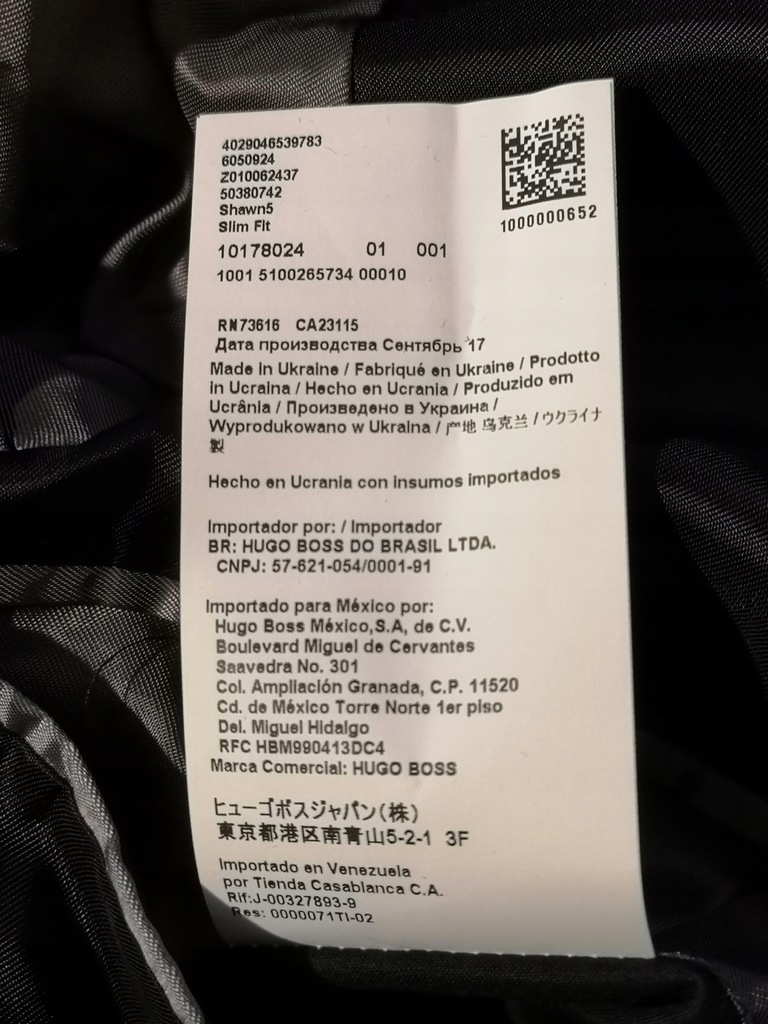 4029046539783
6050924
Z010062437
50380742
Shawn5
Slim Fit
1000000652
10178024 01 001
1001 5100265734 00010
RN73616 CA23115
Дата производства Сентябрь 17
Made in Ukraine / Fabriqué en Ukraine / Prodotto
in Ucraina / Hecho en Ucrania / Produzido em
Ucrânia / Произведено в Украина /
Wyprodukowano w Ukraina / 产地 乌克兰 / ウクライナ
製
Hecho en Ucrania con insumos importados
Importador por: / Importador
BR: HUGO BOSS DO BRASIL LTDA.
CNPJ: 57-621-054/0001-91
Importado para México por:
Hugo Boss México,S.A, de C.V.
Boulevard Miguel de Cervantes
Saavedra No. 301
Col. Ampliación Granada, C.P. 11520
Cd. de México Torre Norte 1er piso
Del. Miguel Hidalgo
RFC HBM990413DC4
Marca Comercial: HUGO BOSS
ヒューゴボスジャパン(株)
東京都港区南青山5-2-1 3F
Importado en Venezuela
por Tienda Casablanca C.A.
Rif:J-00327893-9
Res: 0000071TI-02